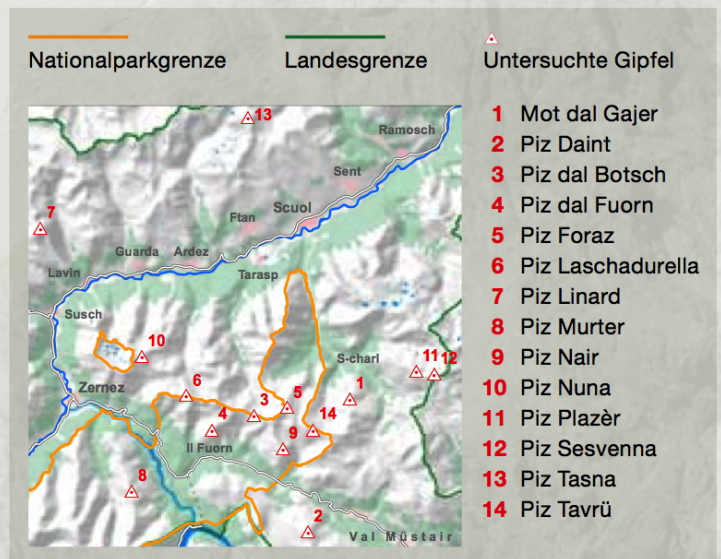 Nationalparkgrenze
Landesgrenze
Untersuchte Gipfel
13
Ramosch
Sent
7
Scuol
Ftan
Guarda
Ardez
Lavin
Tarasp
Susch
10
S-charl
11
12
Zernez
6
1
3
5
4
14
Il Fuorn
9
8
2
Val Müstair
1 Mot dal Gajer
2 Piz Daint
3 Piz dal Botsch
4 Piz dal Fuorn
5 Piz Foraz
6 Piz Laschadurella
7 Piz Linard
8 Piz Murter
9 Piz Nair
10 Piz Nuna
11 Piz Plazèr
12 Piz Sesvenna
13 Piz Tasna
14 Piz Tavrü